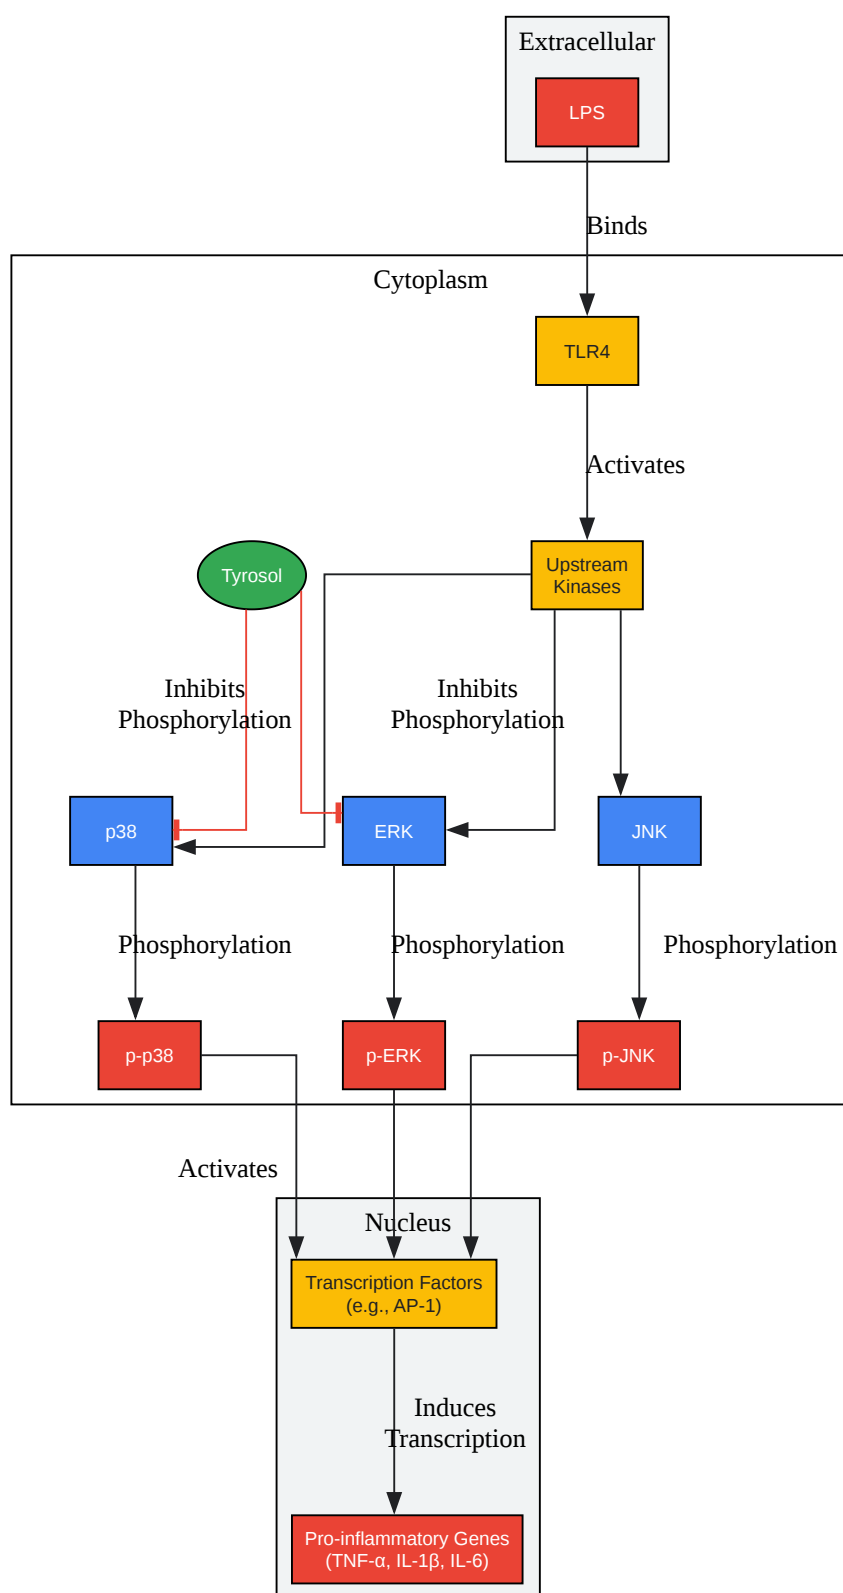 Extracellular
LPS
Binds
Cytoplasm
TLR4
Activates
Tyrosol
Upstream
Kinases
Inhibits
Phosphorylation
Inhibits
Phosphorylation
p38
ERK
JNK
Phosphorylation
Phosphorylation
Phosphorylation
p-p38
p-ERK
p-JNK
Activates
Nucleus
Transcription Factors
(e.g., AP-1)
Induces
Transcription
Pro-inflammatory Genes
(TNF-α, IL-1β, IL-6)